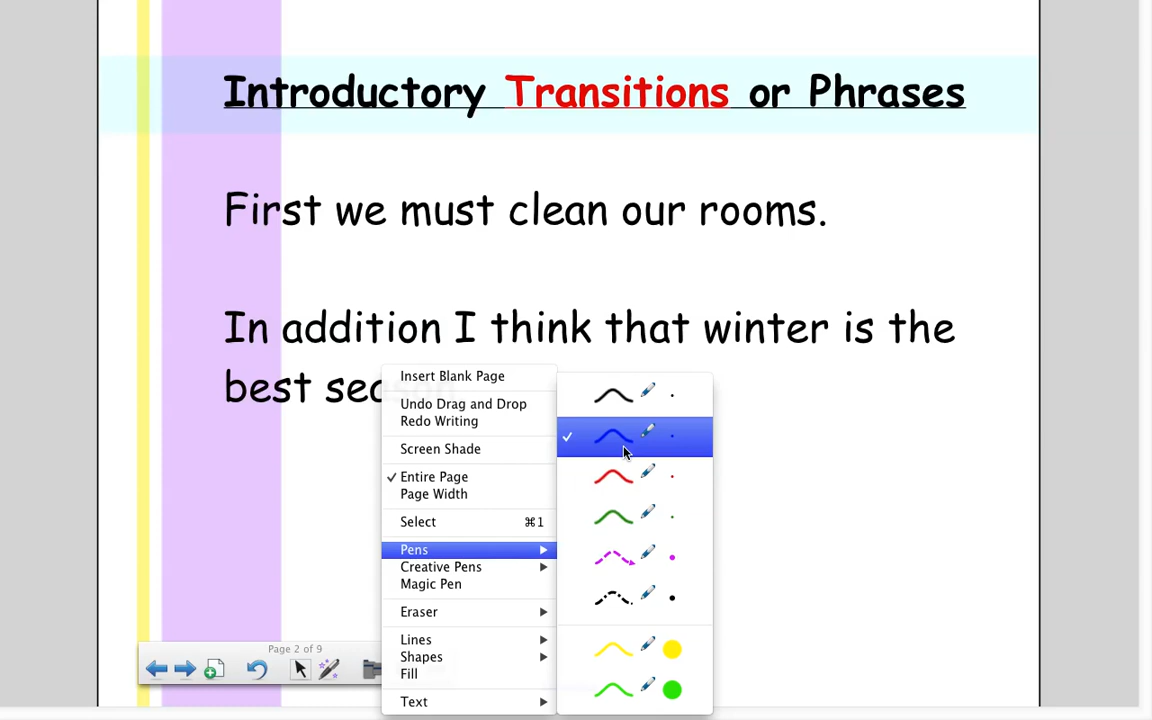 Introductory Transitions or Phrases
First we must clean our rooms.
In addition I think that winter is the
best sea
Insert Blank Page
Undo Drag and Drop
Redo Writing
Screen Shade
Entire Page
Page Width
Select ⌘1
Pens
Creative Pens
Magic Pen
Eraser
Lines
Shapes
Fill
Text
Page 2 of 9